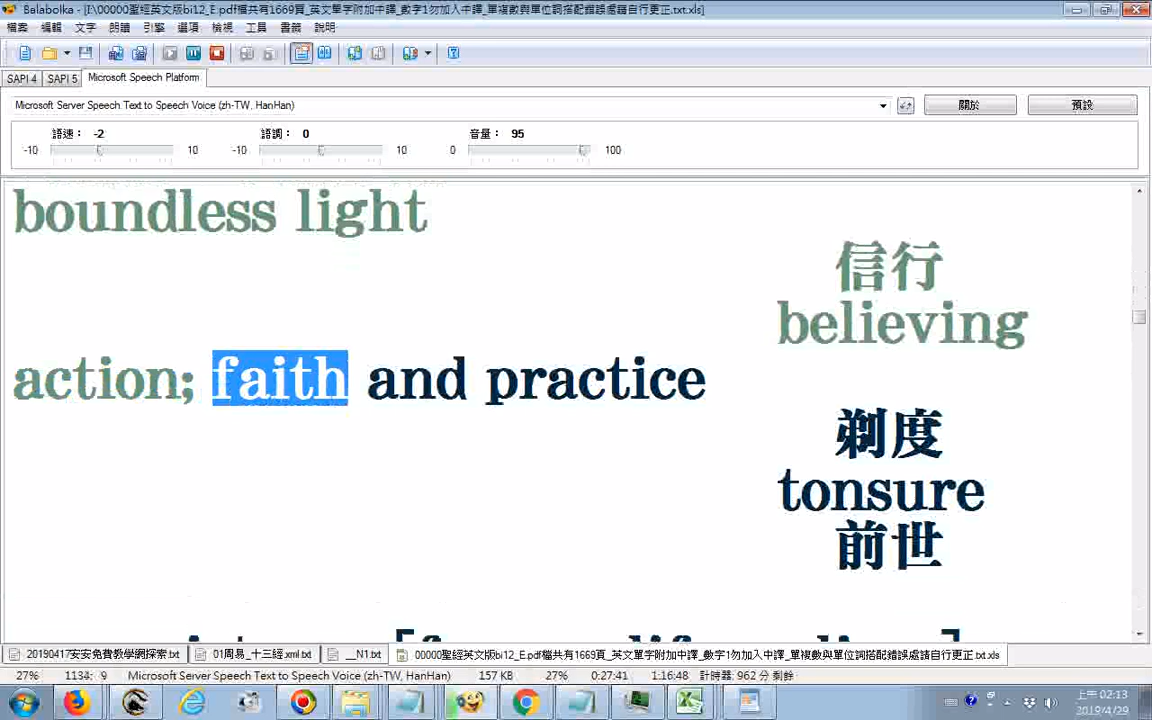 Balabolka - [I:\00000聖經英文版bi12_E.pdf檔共有1669頁_英文單字附加中譯_數字1勿加入中譯_單複數與單位詞搭配錯誤處請自行更正.txt.xls]
檔案 編輯 文字 朗讀 引擎 選項 檢視 工具 書籤 說明
SAPI 4 SAPI 5 Microsoft Speech Platform
Microsoft Server Speech Text to Speech Voice (zh-TW, HanHan) 關於 預設
語速： -2 語調： 0 音量： 95
-10 10 -10 10 0 100
boundless light
信行
believing
action; faith and practice
剃度
tonsure
前世
20190417安安免費教學網探索.txt 01周易_十三經.xml.txt __N1.txt 00000聖經英文版bi12_E.pdf檔共有1669頁_英文單字附加中譯_數字1勿加入中譯_單複數與單位詞搭配錯誤處請自行更正.txt.xls
27% 1134: 9 Microsoft Server Speech Text to Speech Voice (zh-TW, HanHan) 157 KB 27% 0:27:41 1:16:48 計時器: 962 分 剩餘
上午 02:13
2019/4/29